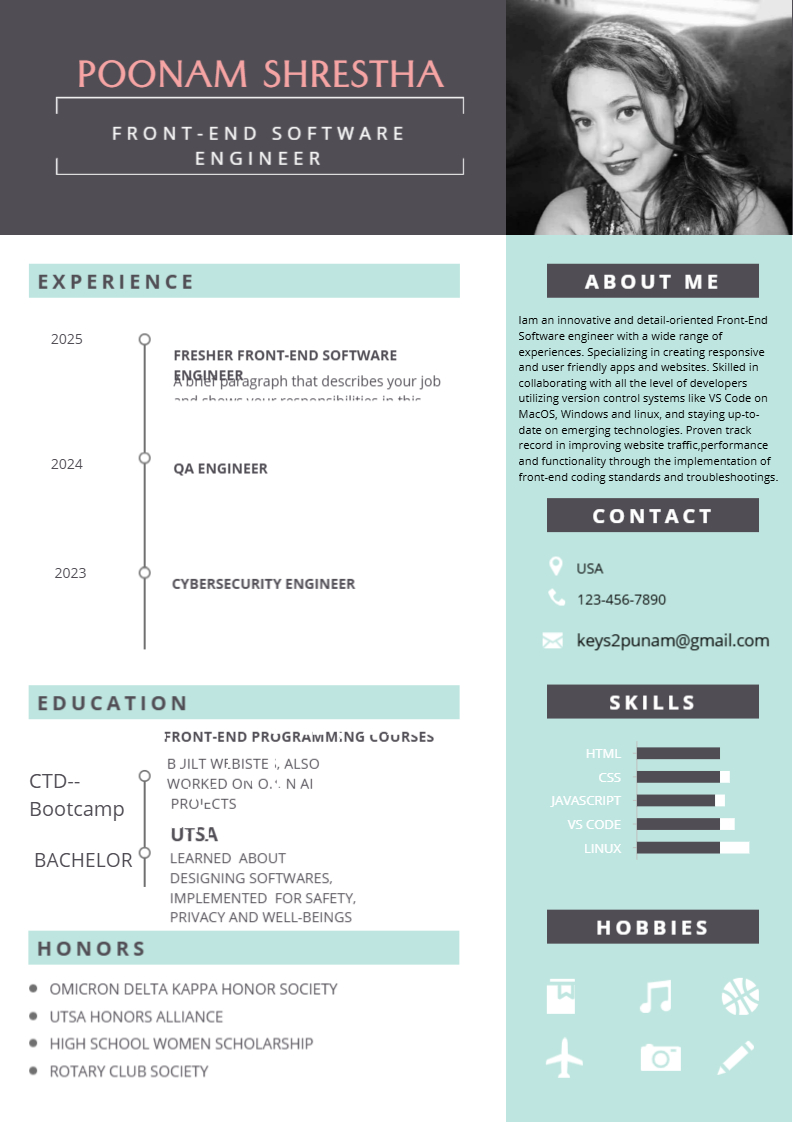 POONAM SHRESTHA
FRONT-END SOFTWARE
ENGINEER
EXPERIENCE
2025
FRESHER FRONT-END SOFTWARE
ENGINEER
A brief paragraph that describes your job
and shows your responsibilities in this
2024
QA ENGINEER
2023
CYBERSECURITY ENGINEER
EDUCATION
FRONT-END PROGRAMMING COURSES
CTD--
Bootcamp
BUILT WEBSITES, ALSO
WORKED ON AI
PROJECTS
BACHELOR
UTSA
LEARNED ABOUT
DESIGNING SOFTWARES,
IMPLEMENTED FOR SAFETY,
PRIVACY AND WELL-BEINGS
HONORS
OMICRON DELTA KAPPA HONOR SOCIETY
UTSA HONORS ALLIANCE
HIGH SCHOOL WOMEN SCHOLARSHIP
ROTARY CLUB SOCIETY
ABOUT ME
Iam an innovative and detail-oriented Front-End
Software engineer with a wide range of
experiences. Specializing in creating responsive
and user friendly apps and websites. Skilled in
collaborating with all the level of developers
utilizing version control systems like VS Code on
MacOS, Windows and linux, and staying up-to-
date on emerging technologies. Proven track
record in improving website traffic,performance
and functionality through the implementation of
front-end coding standards and troubleshootings.
CONTACT
USA
123-456-7890
keys2punam@gmail.com
SKILLS
HTML
CSS
JAVASCRIPT
VS CODE
LINUX
HOBBIES